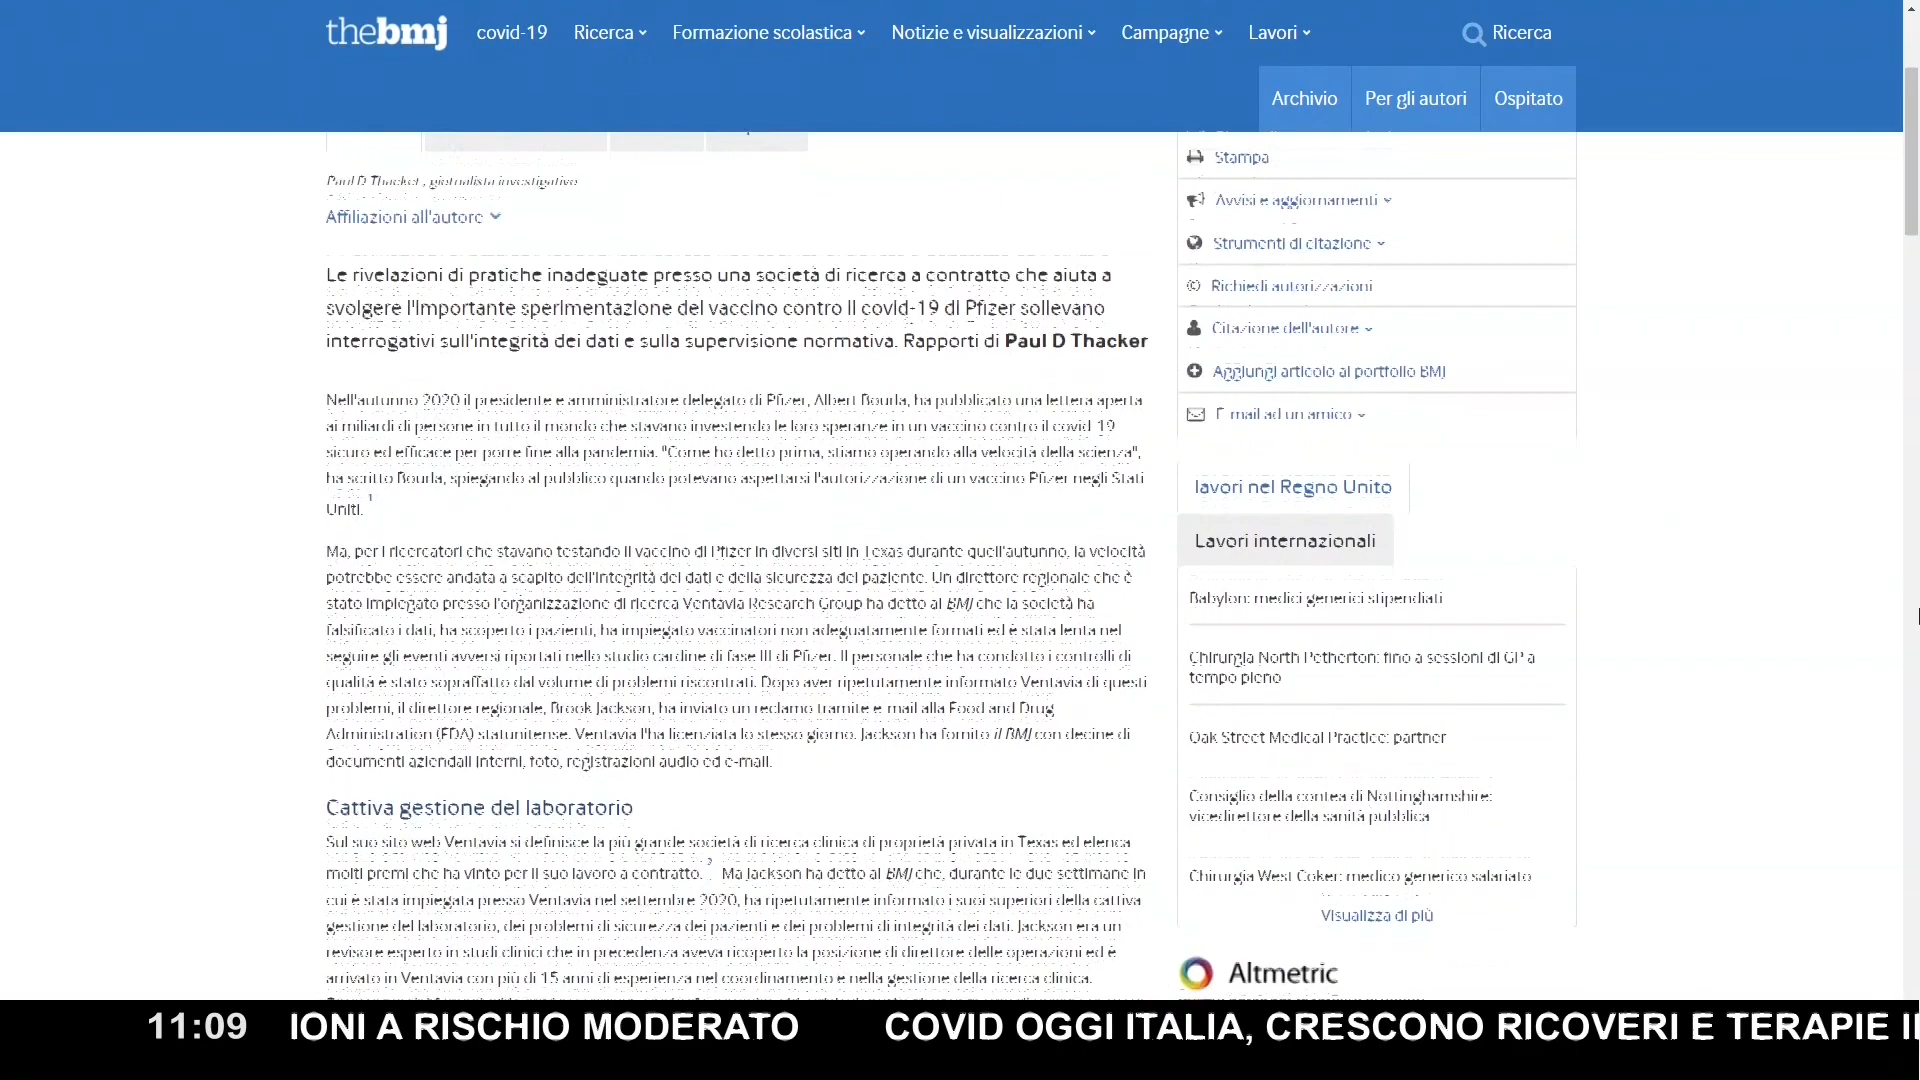 thebmj
covid-19
Ricerca
Formazione scolastica
Notizie e visualizzazioni
Campagne
Lavori
Ricerca
Archivio
Per gli autori
Ospitato
Paul D Thacker , giornalista investigativo
Affiliazioni all'autore
Le rivelazioni di pratiche inadeguate presso una società di ricerca a contratto che aiuta a
svolgere l'importante sperimentazione del vaccino contro il covid-19 di Pfizer sollevano
interrogativi sull'integrità dei dati e sulla supervisione normativa. Rapporti di Paul D Thacker
Nell'autunno 2020 il presidente e amministratore delegato di Pfizer, Albert Bourla, ha pubblicato una lettera aperta
ai miliardi di persone in tutto il mondo che stavano investendo le loro speranze in un vaccino contro il covid-19
sicuro ed efficace per porre fine alla pandemia. "Come ho detto prima, stiamo operando alla velocità della scienza",
ha scritto Bourla, spiegando al pubblico quando potevano aspettarsi l'autorizzazione di un vaccino Pfizer negli Stati
Uniti. 1
Ma, per i ricercatori che stavano testando il vaccino di Pfizer in diversi siti in Texas durante quell'autunno, la velocità
potrebbe essere andata a scapito dell'integrità dei dati e della sicurezza del paziente. Un direttore regionale che è
stato impiegato presso l'organizzazione di ricerca Ventavia Research Group ha detto al BMJ che la società ha
falsificato i dati, ha scoperto i pazienti, ha impiegato vaccinatori non adeguatamente formati ed è stata lenta nel
seguire gli eventi avversi riportati nello studio cardine di fase III di Pfizer. Il personale che ha condotto i controlli di
qualità è stato sopraffatto dal volume di problemi riscontrati. Dopo aver ripetutamente informato Ventavia di questi
problemi, il direttore regionale, Brook Jackson, ha inviato un reclamo tramite e-mail alla Food and Drug
Administration (FDA) statunitense. Ventavia l'ha licenziata lo stesso giorno. Jackson ha fornito il BMJ con decine di
documenti aziendali interni, foto, registrazioni audio ed e-mail.
Cattiva gestione del laboratorio
Sul suo sito web Ventavia si definisce la più grande società di ricerca clinica di proprietà privata in Texas ed elenca
molti premi che ha vinto per il suo lavoro a contratto. 2 Ma Jackson ha detto al BMJ che, durante le due settimane in
cui è stata impiegata presso Ventavia nel settembre 2020, ha ripetutamente informato i suoi superiori della cattiva
gestione del laboratorio, dei problemi di sicurezza dei pazienti e dei problemi di integrità dei dati. Jackson era un
revisore esperto in studi clinici che in precedenza aveva ricoperto la posizione di direttore delle operazioni ed è
arrivato in Ventavia con più di 15 anni di esperienza nel coordinamento e nella gestione della ricerca clinica.
Stampa
Avvisi e aggiornamenti
Strumenti di citazione
Richiedi autorizzazioni
Citazione dell'autore
Aggiungi articolo al portfolio BMJ
E-mail ad un amico
lavori nel Regno Unito
Lavori internazionali
Babylon: medici generici stipendiati
Chirurgia North Petherton: fino a sessioni di GP a
tempo pieno
Oak Street Medical Practice: partner
Consiglio della contea di Nottinghamshire:
vicedirettore della sanità pubblica
Chirurgia West Coker: medico generico salariato
Visualizza di più
Altmetric
11:09 IONI A RISCHIO MODERATO COVID OGGI ITALIA, CRESCONO RICOVERI E TERAPIE